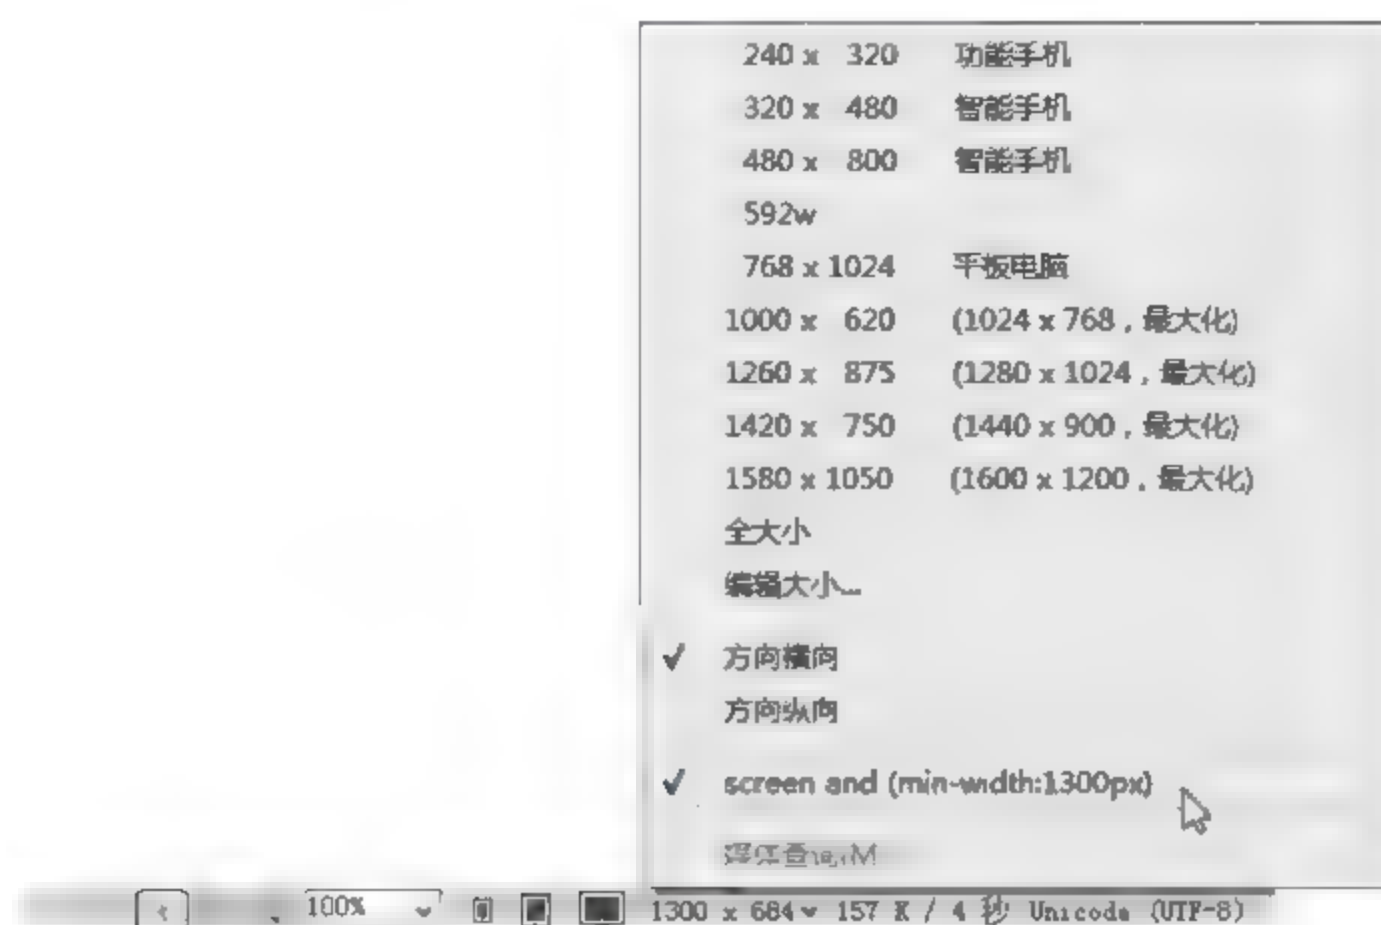 240 x 320 功能手机
320 x 480 智能手机
480 x 800 智能手机
592w
768 x 1024 平板电脑
1000 x 620 (1024 x 768，最大化)
1260 x 875 (1280 x 1024，最大化)
1420 x 750 (1440 x 900，最大化)
1580 x 1050 (1600 x 1200，最大化)
全大小
编辑大小...
方向横向
方向纵向
screen and (min-width:1300px)
100% 1300 x 684 157 K / 4 秒 Unicode (UTF-8)